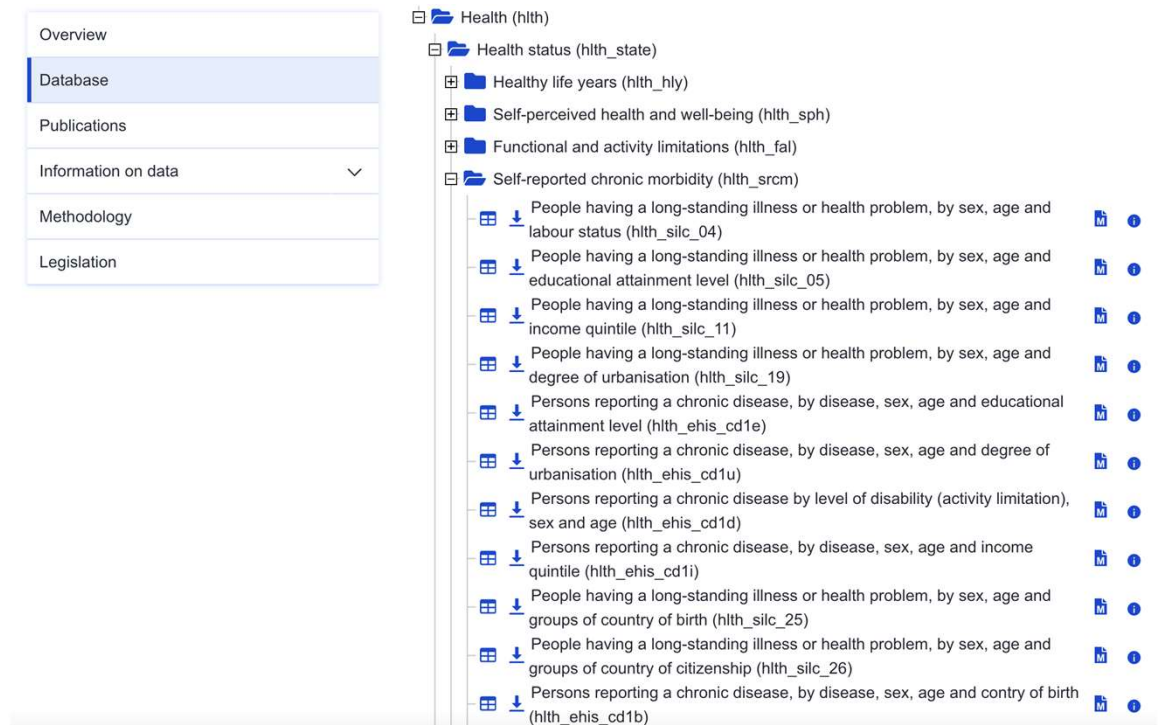 Overview
Database
Publications
Information on data
Methodology
Legislation
Health (hlth)
Health status (hlth_state)
Healthy life years (hlth_hly)
Self-perceived health and well-being (hlth_sph)
Functional and activity limitations (hlth_fal)
Self-reported chronic morbidity (hlth_srcm)
People having a long-standing illness or health problem, by sex, age and
labour status (hlth_silc_04)
People having a long-standing illness or health problem, by sex, age and
educational attainment level (hlth_silc_05)
People having a long-standing illness or health problem, by sex, age and
income quintile (hlth_silc_11)
People having a long-standing illness or health problem, by sex, age and
degree of urbanisation (hlth_silc_19)
Persons reporting a chronic disease, by disease, sex, age and educational
attainment level (hlth_ehis_cd1e)
Persons reporting a chronic disease, by disease, sex, age and degree of
urbanisation (hlth_ehis_cd1u)
Persons reporting a chronic disease by level of disability (activity limitation),
sex and age (hlth_ehis_cd1d)
Persons reporting a chronic disease, by disease, sex, age and income
quintile (hlth_ehis_cd1i)
People having a long-standing illness or health problem, by sex, age and
groups of country of birth (hlth_silc_25)
People having a long-standing illness or health problem, by sex, age and
groups of country of citizenship (hlth_silc_26)
Persons reporting a chronic disease, by disease, sex, age and contry of birth
(hlth_ehis_cd1b)